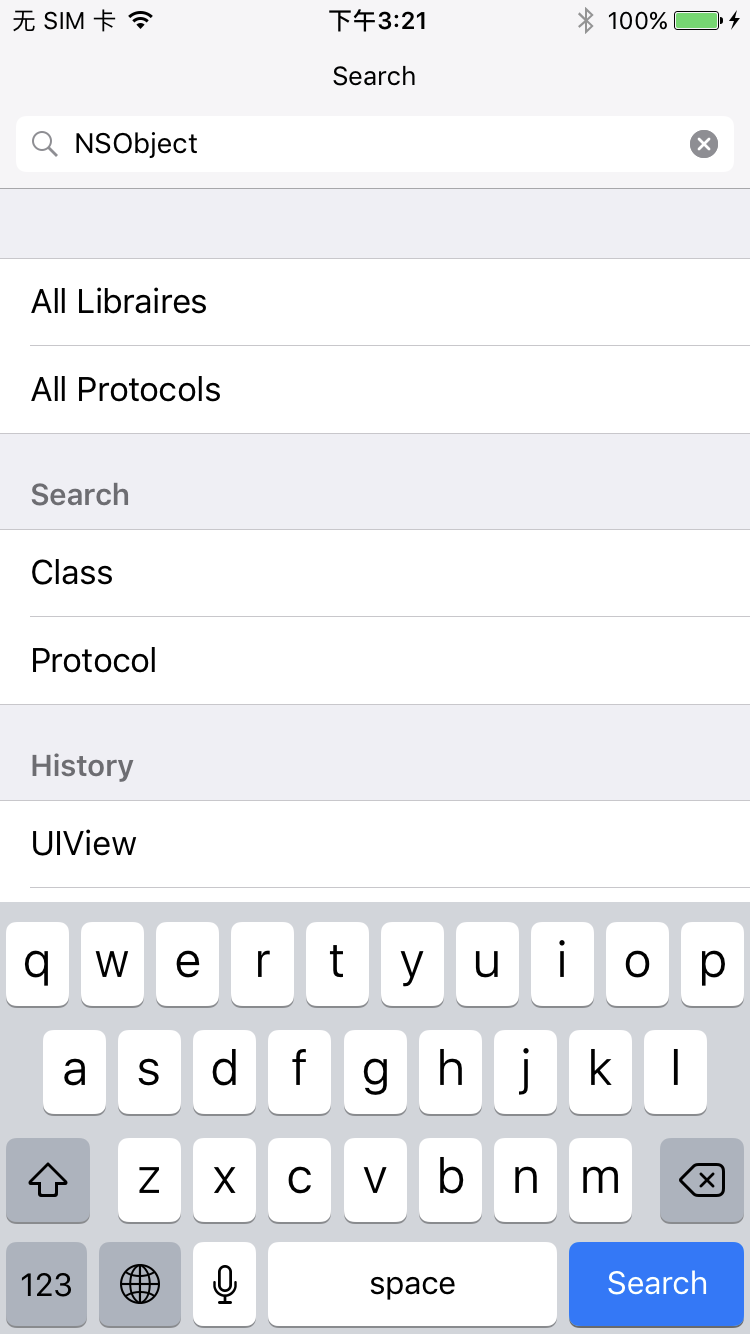 无 SIM 卡 下午3:21 100%
Search
NSObject
All Libraires
All Protocols
Search
Class
Protocol
History
UIView
q w e r t y u i o p
a s d f g h j k l
z x c v b n m
123 space Search